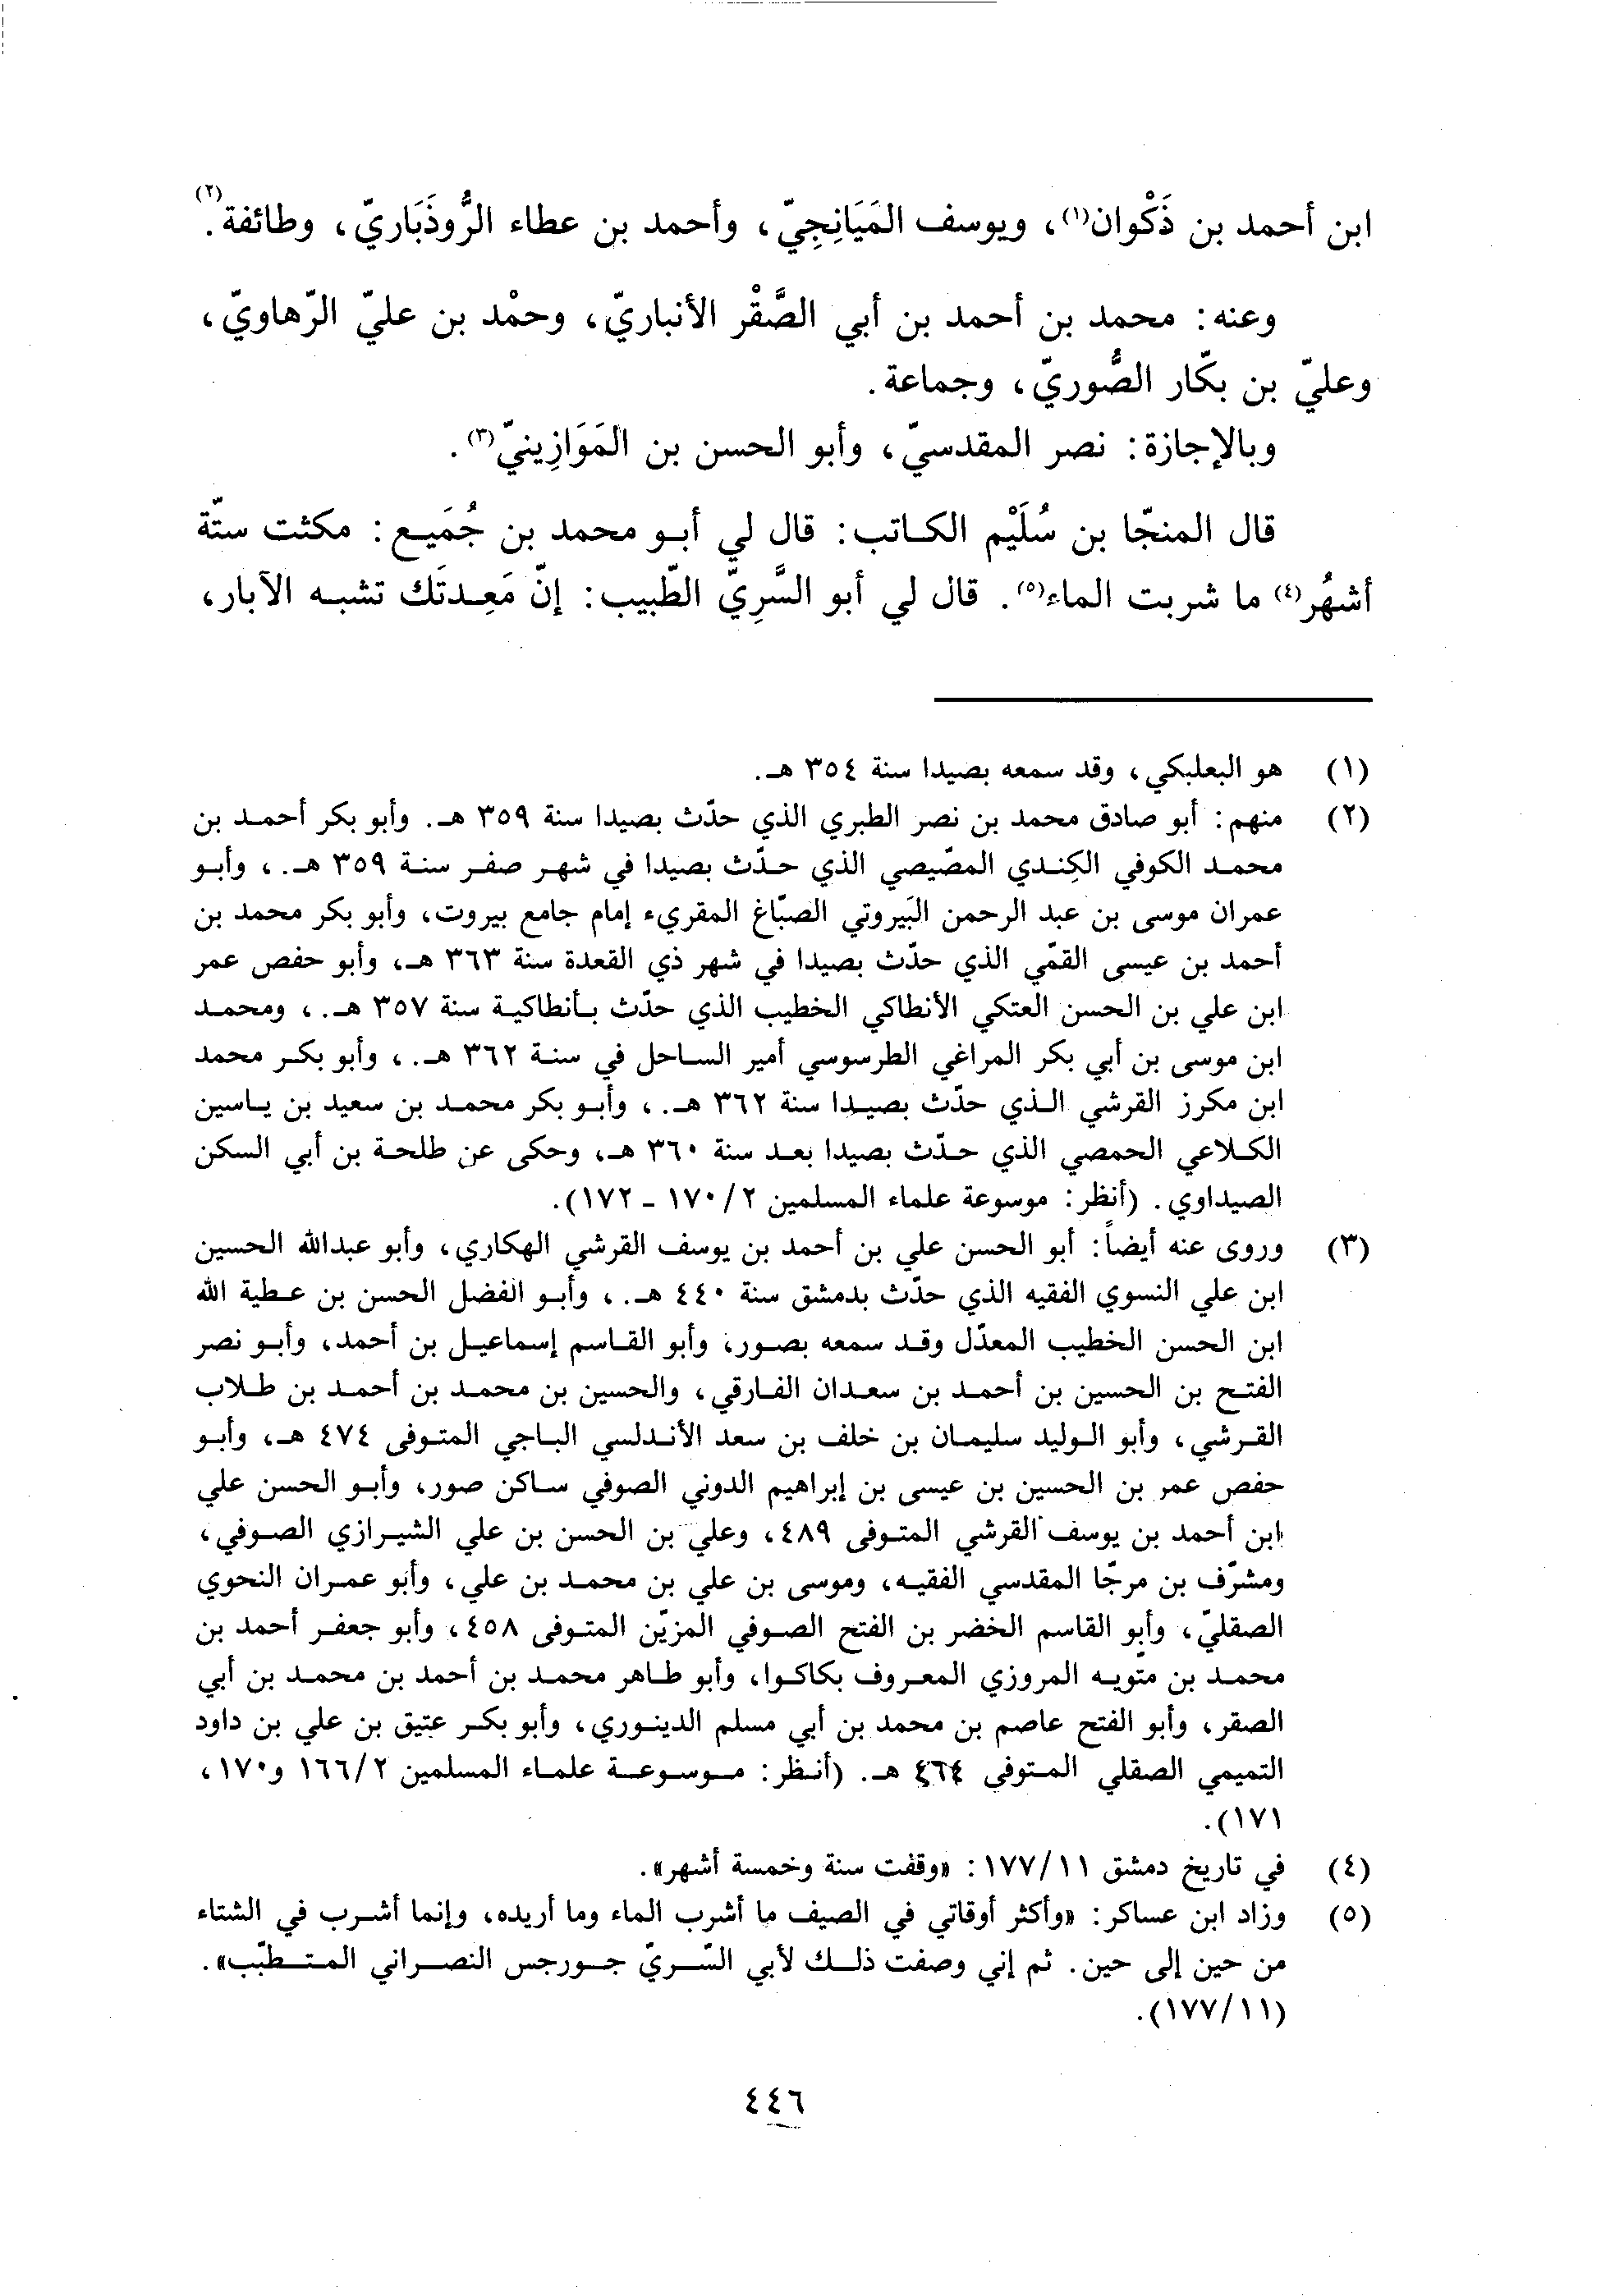 ابن أحمد بن ذَكْوان(١)، ويوسف المَيَانِجِيّ، وأحمد بن عطاء الرُّوذَبَاريّ، وطائفة(٢).
وعنه: محمد بن أحمد بن أبي الصَّقْر الأنباريّ، وحمْد بن عليّ الرّهاويّ،
وعليّ بن بكّار الصُّوريّ، وجماعة.
وبالإجازة: نصر المقدسيّ، وأبو الحسن بن المَوَازِينيّ(٣).
قال المنجّا بن سُلَيْم الكاتب: قال لي أبو محمد بن جُمَيع: مكثت ستّة
أشهُر(٤) ما شربت الماء(٥). قال لي أبو السَّرِيّ الطّبيب: إنّ مَعِدتَك تشبه الآبار،
(١) هو البعلبكي، وقد سمعه بصيدا سنة ٣٥٤ هـ.
(٢) منهم: أبو صادق محمد بن نصر الطبري الذي حدّث بصيدا سنة ٣٥٩ هـ. وأبو بكر أحمد بن
محمد الكوفي الكِندي المصّيصي الذي حدّث بصيدا في شهر صفر سنة ٣٥٩ هـ.، وأبو
عمران موسى بن عبد الرحمن البَيروتي الصبّاغ المقريء إمام جامع بيروت، وأبو بكر محمد بن
أحمد بن عيسى القمّي الذي حدّث بصيدا في شهر ذي القعدة سنة ٣٦٣ هـ، وأبو حفص عمر
ابن علي بن الحسن العتكي الأنطاكي الخطيب الذي حدّث بأنطاكية سنة ٣٥٧ هـ.، ومحمد
ابن موسى بن أبي بكر المراغي الطرسوسي أمير الساحل في سنة ٣٦٢ هـ.، وأبو بكر محمد
ابن مكرز القرشي الذي حدّث بصيدا سنة ٣٦٢ هـ.، وأبو بكر محمد بن سعيد بن ياسين
الكلاعي الحمصي الذي حدّث بصيدا بعد سنة ٣٦٠ هـ، وحكى عن طلحة بن أبي السكن
الصيداوي. (أنظر: موسوعة علماء المسلمين ٢/ ١٧٠ - ١٧٢).
(٣) وروى عنه أيضاً: أبو الحسن علي بن أحمد بن يوسف القرشي الهكاري، وأبو عبدالله الحسين
ابن علي النسوي الفقيه الذي حدّث بدمشق سنة ٤٤٠ هـ.، وأبو الفضل الحسن بن عطية الله
ابن الحسن الخطيب المعدّل وقد سمعه بصور، وأبو القاسم إسماعيل بن أحمد، وأبو نصر
الفتح بن الحسين بن أحمد بن سعدان الفارقي، والحسين بن محمد بن أحمد بن طلاب
القرشي، وأبو الوليد سليمان بن خلف بن سعد الأندلسي الباجي المتوفى ٤٧٤ هـ، وأبو
حفص عمر بن الحسين بن عيسى بن إبراهيم الدوني الصوفي ساكن صور، وأبو الحسن علي
ابن أحمد بن يوسف القرشي المتوفى ٤٨٩، وعلي بن الحسن بن علي الشيرازي الصوفي،
ومشرّف بن مرجّا المقدسي الفقيه، وموسى بن علي بن محمد بن علي، وأبو عمران النحوي
الصقليّ، وأبو القاسم الخضر بن الفتح الصوفي المزيّن المتوفى ٤٥٨، وأبو جعفر أحمد بن
محمد بن متّويه المروزي المعروف بكاكوا، وأبو طاهر محمد بن أحمد بن محمد بن أبي
الصقر، وأبو الفتح عاصم بن محمد بن أبي مسلم الدينوري، وأبو بكر عتيق بن علي بن داود
التميمي الصقلي المتوفى ٤٦٤ هـ. (أنظر: موسوعة علماء المسلمين ٢/ ١٦٦ و١٧٠،
١٧١).
(٤) في تاريخ دمشق ١١/ ١٧٧: «وقفت سنة وخمسة أشهر».
(٥) وزاد ابن عساكر: «وأكثر أوقاتي في الصيف ما أشرب الماء وما أريده، وإنما أشرب في الشتاء
من حين إلى حين. ثم إني وصفت ذلك لأبي السّريّ جورجس النصراني المتطبّب».
(١١/ ١٧٧).
٤٤٦